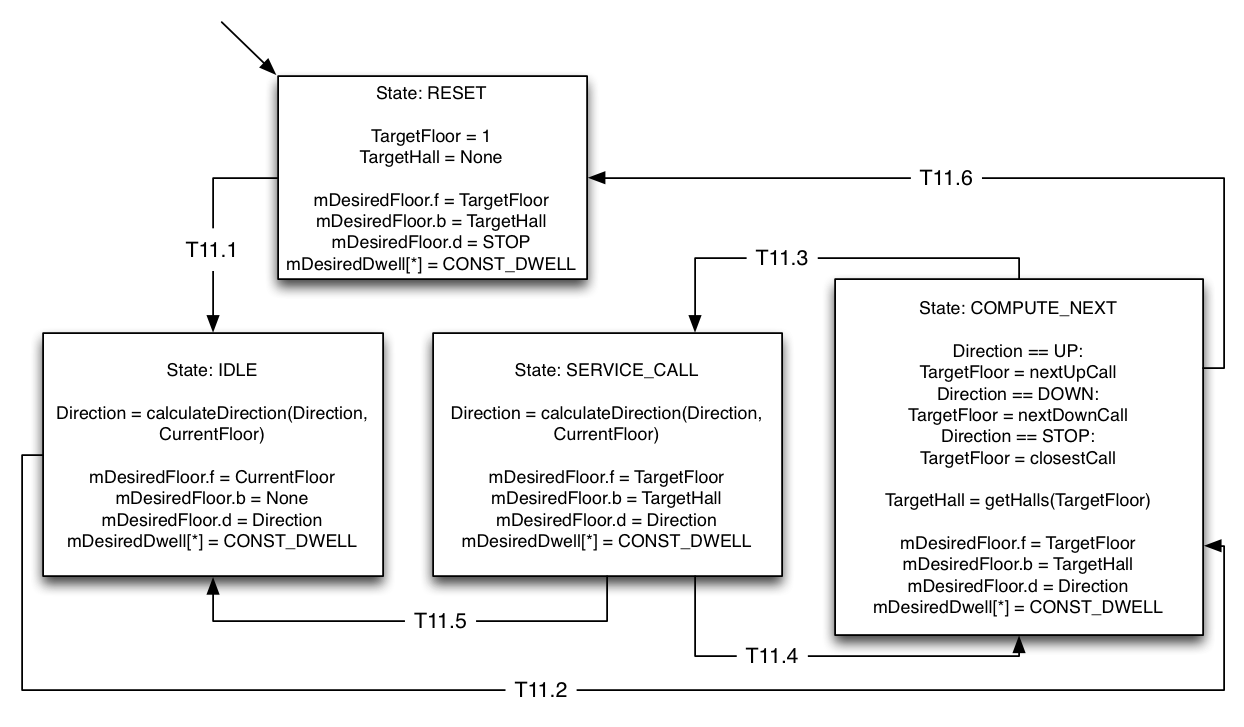 State: RESET
TargetFloor = 1
TargetHall = None
mDesiredFloor.f = TargetFloor
mDesiredFloor.b = TargetHall
mDesiredFloor.d = STOP
mDesiredDwell[*] = CONST_DWELL
T11.6
T11.1
T11.3
State: IDLE
Direction = calculateDirection(Direction,
CurrentFloor)
mDesiredFloor.f = CurrentFloor
mDesiredFloor.b = None
mDesiredFloor.d = Direction
mDesiredDwell[*] = CONST_DWELL
State: SERVICE_CALL
Direction = calculateDirection(Direction,
CurrentFloor)
mDesiredFloor.f = TargetFloor
mDesiredFloor.b = TargetHall
mDesiredFloor.d = Direction
mDesiredDwell[*] = CONST_DWELL
State: COMPUTE_NEXT
Direction == UP:
TargetFloor = nextUpCall
Direction == DOWN:
TargetFloor = nextDownCall
Direction == STOP:
TargetFloor = closestCall
TargetHall = getHalls(TargetFloor)
mDesiredFloor.f = TargetFloor
mDesiredFloor.b = TargetHall
mDesiredFloor.d = Direction
mDesiredDwell[*] = CONST_DWELL
T11.5
T11.4
T11.2